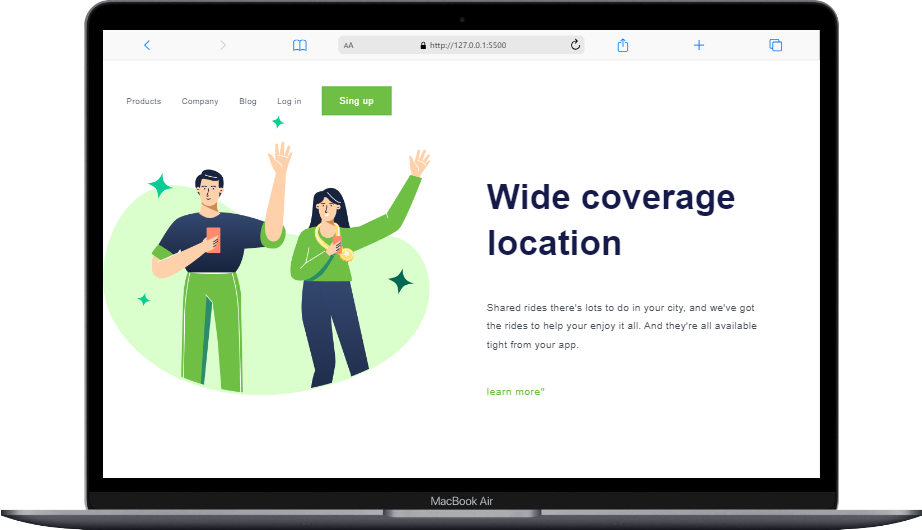 AA http://127.0.0.1:5500
Products Company Blog Log in Sing up
Wide coverage
location
Shared rides there's lots to do in your city, and we've got
the rides to help your enjoy it all. And they're all available
tight from your app.
learn more"
MacBook Air